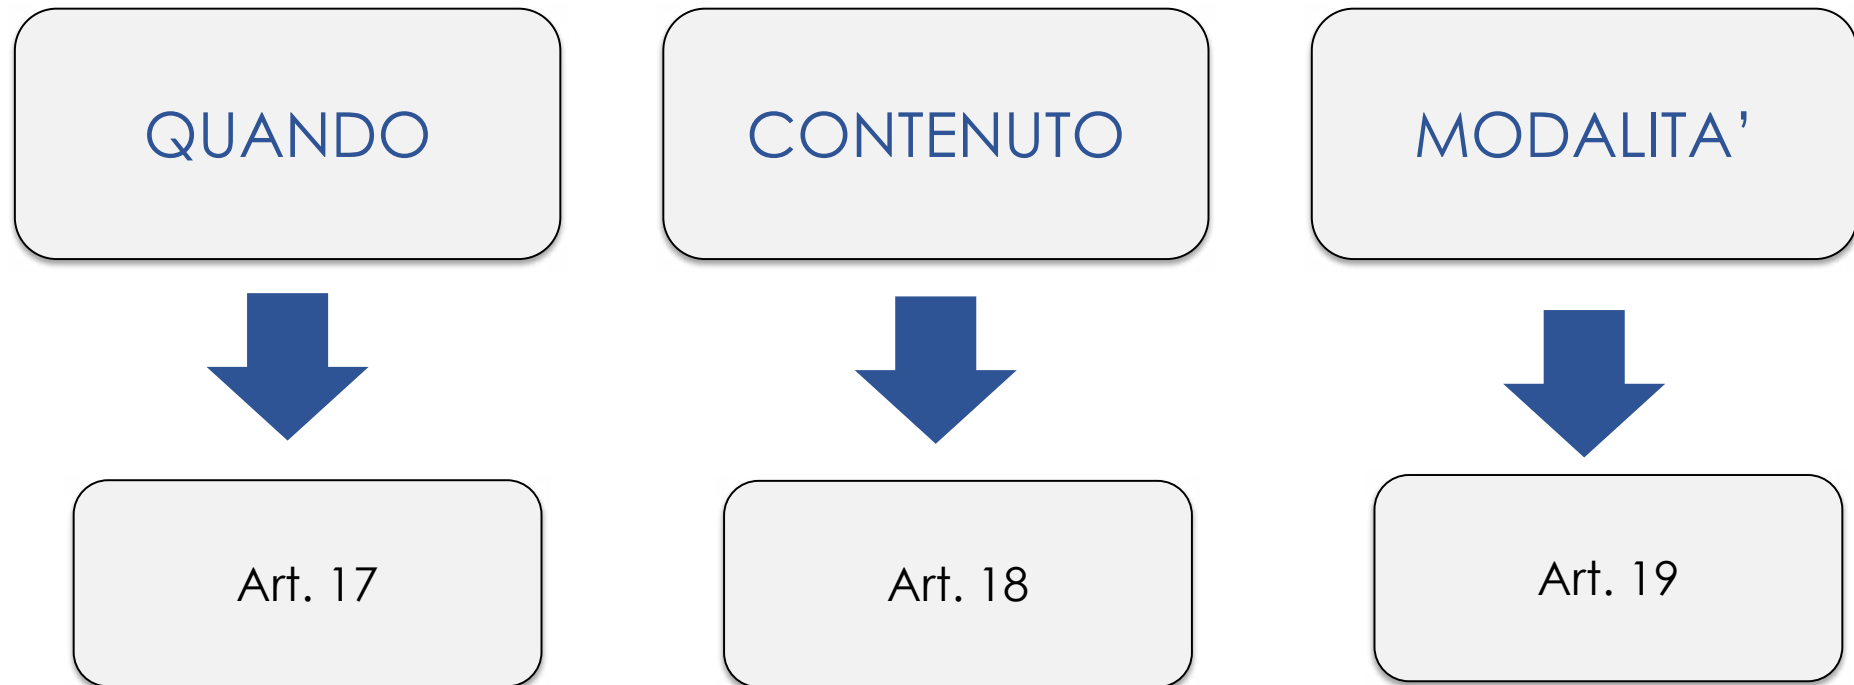 QUANDO
CONTENUTO
MODALITA’
Art. 17
Art. 18
Art. 19